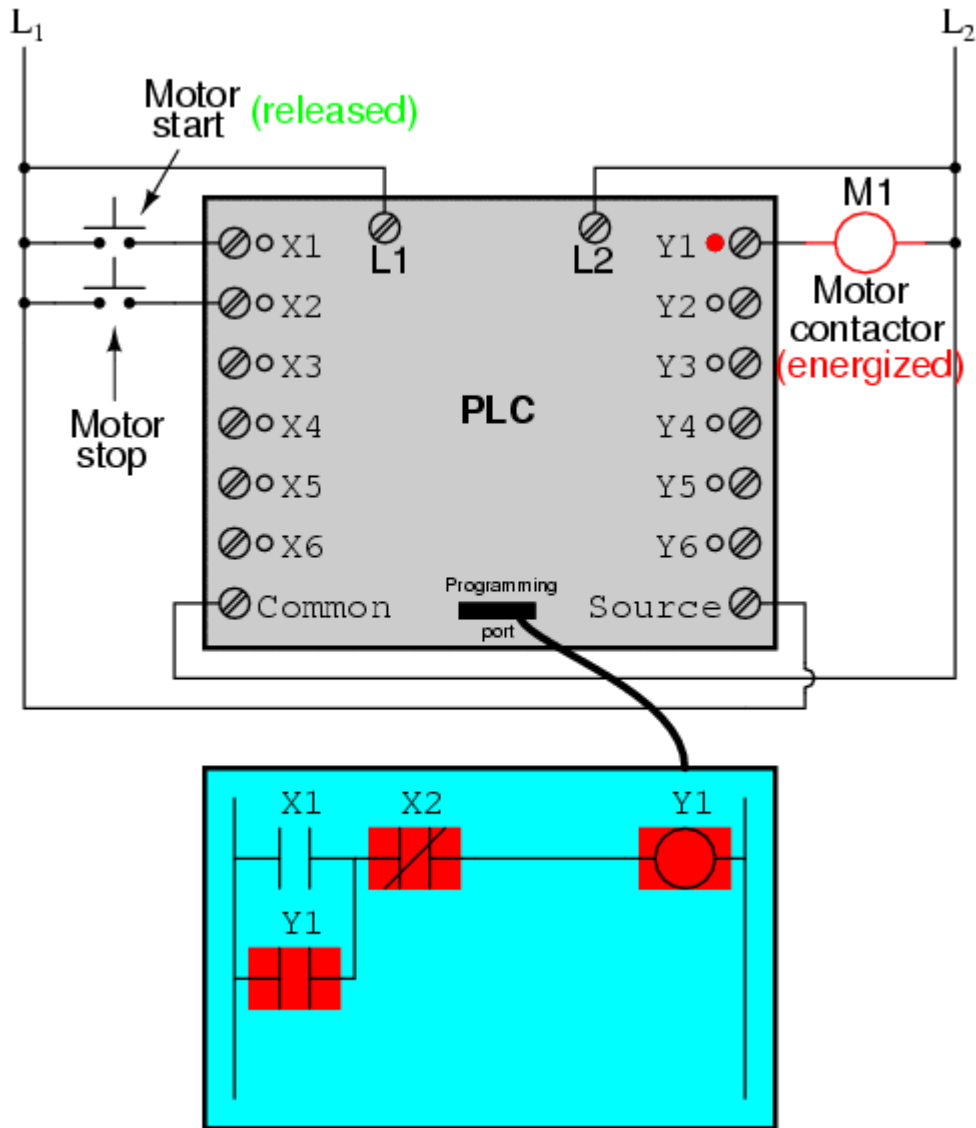 L1
L2
Motor
start
(released)
M1
X1
L1
L2
Y1
X2
Y2
Motor
contactor
(energized)
X3
Y3
Motor
stop
X4
PLC
Y4
X5
Y5
X6
Y6
Common
Programming
port
Source
X1
X2
Y1
Y1